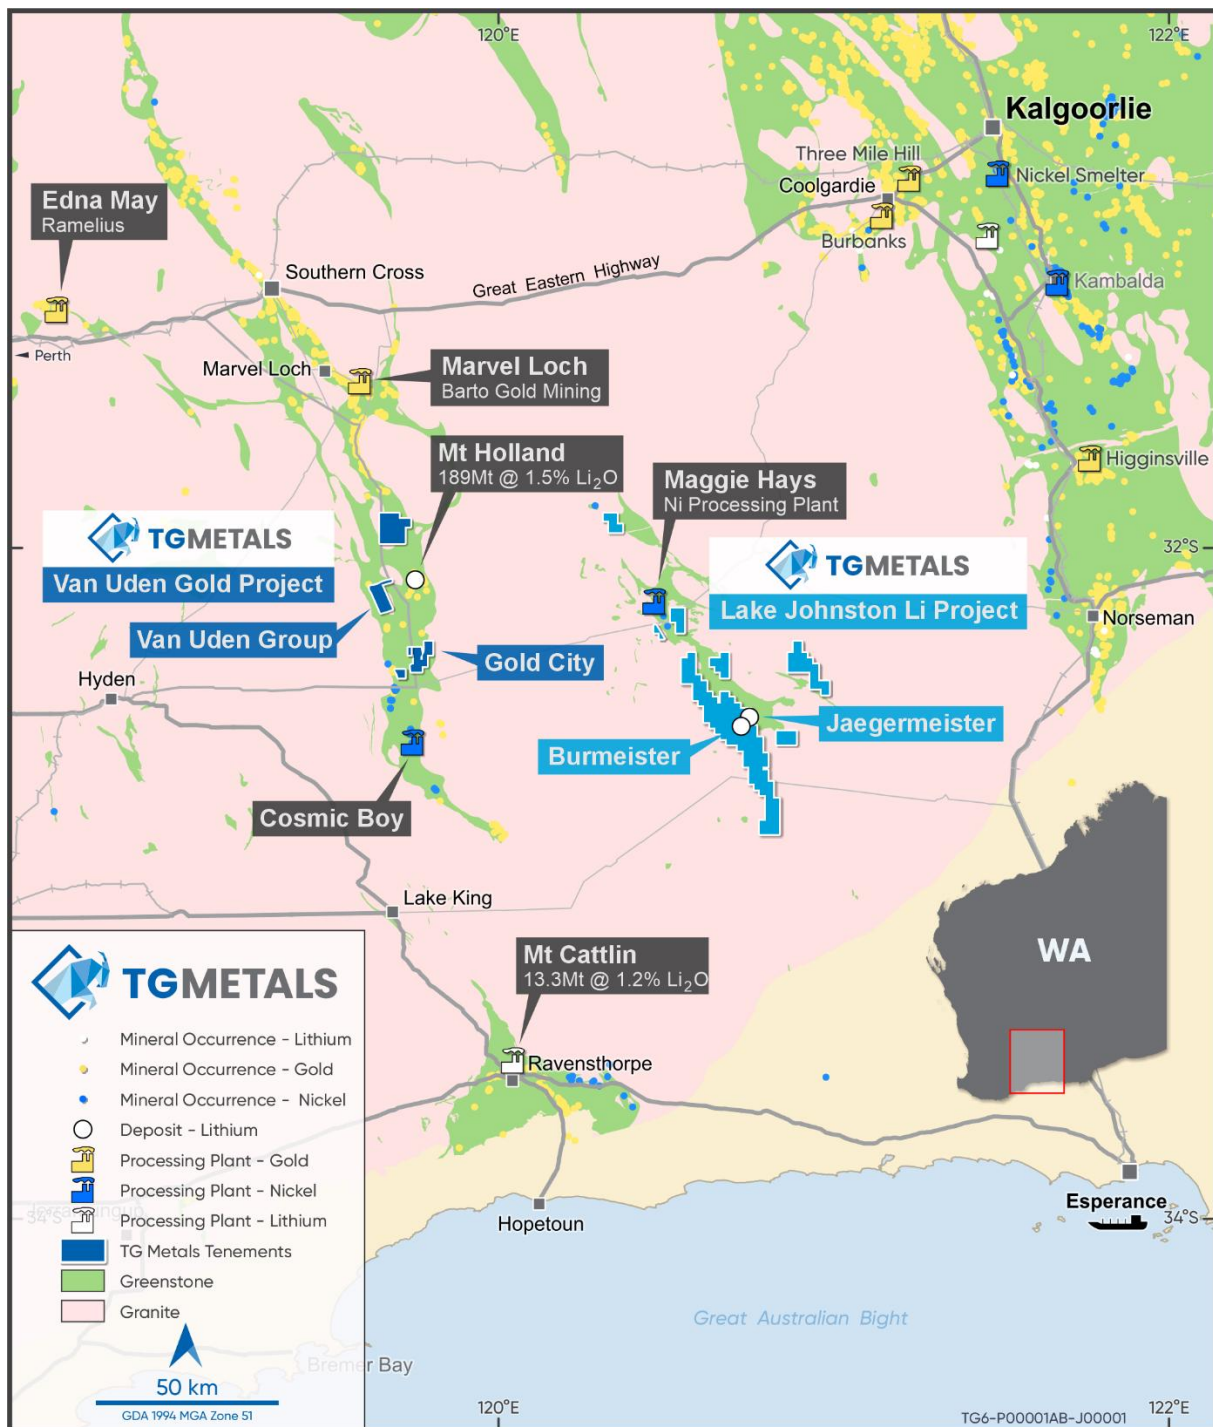 120°E
122°E
Kalgoorlie
Three Mile Hill
Coolgardie
Nickel Smelter
Edna May
Ramelius
Burbanks
Southern Cross
Great Eastern Highway
Kambalda
Perth
Marvel Loch
Marvel Loch
Barto Gold Mining
Mt Holland
189Mt @ 1.5% Li₂O
Higginsville
Maggie Hays
Ni Processing Plant
TGMETALS
Van Uden Gold Project
TGMETALS
Lake Johnston Li Project
32°S
Van Uden Group
Norseman
Gold City
Hyden
Jaegermeister
Burmeister
Cosmic Boy
Lake King
WA
Mt Cattlin
13.3Mt @ 1.2% Li₂O
TGMETALS
Mineral Occurrence - Lithium
Mineral Occurrence - Gold
Mineral Occurrence - Nickel
Deposit - Lithium
Processing Plant - Gold
Processing Plant - Nickel
Processing Plant - Lithium
TG Metals Tenements
Greenstone
Granite
50 km
GDA 1994 MGA Zone 51
Ravensthorpe
Hopetoun
Esperance
34°S
34°S
Great Australian Bight
Bremer Bay
120°E
122°E
TG6-P00001AB-J00001